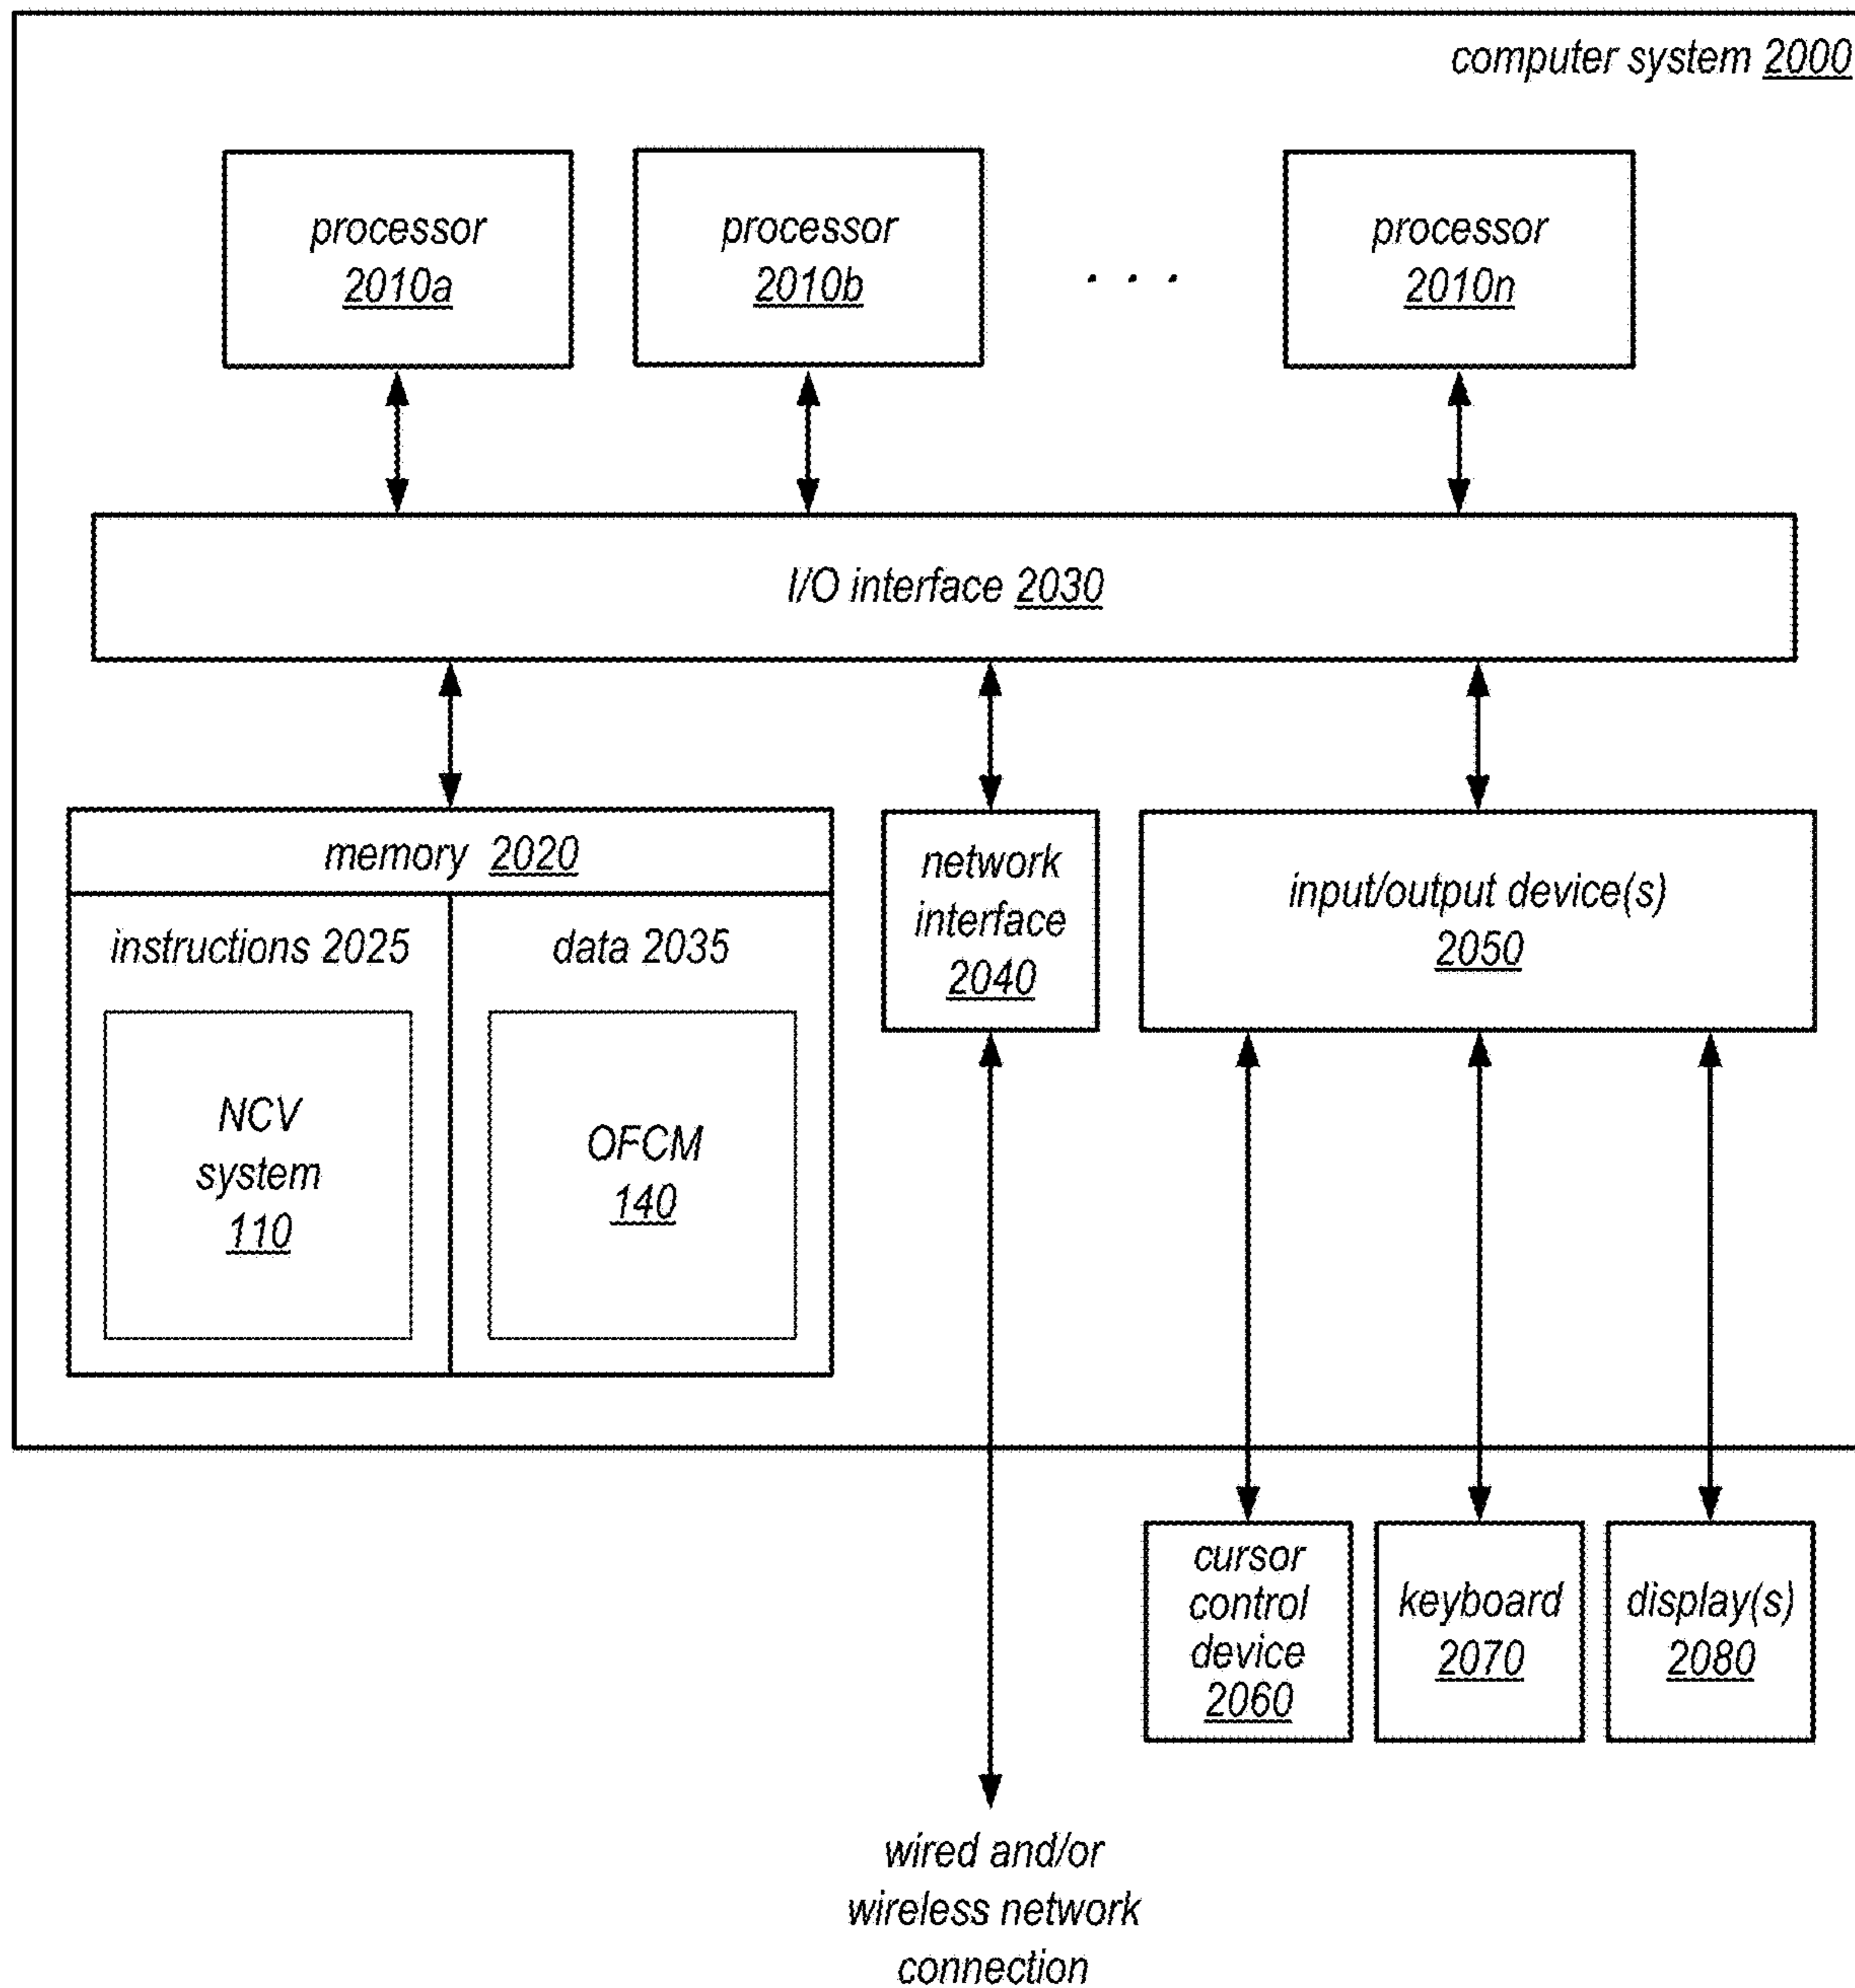 computer system 2000
processor
2010a
processor
2010b
. . .
processor
2010n
I/O interface 2030
memory 2020
instructions 2025
NCV
system
110
data 2035
OFCM
140
network
interface
2040
input/output device(s)
2050
cursor
control
device
2060
keyboard
2070
display(s)
2080
wired and/or
wireless network
connection